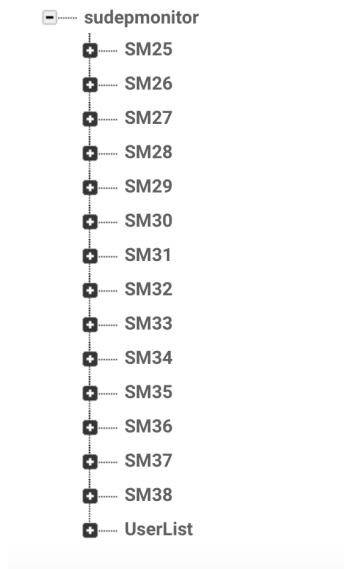 sudepmonitor
SM25
SM26
SM27
SM28
SM29
SM30
SM31
SM32
SM33
SM34
SM35
SM36
SM37
SM38
UserList